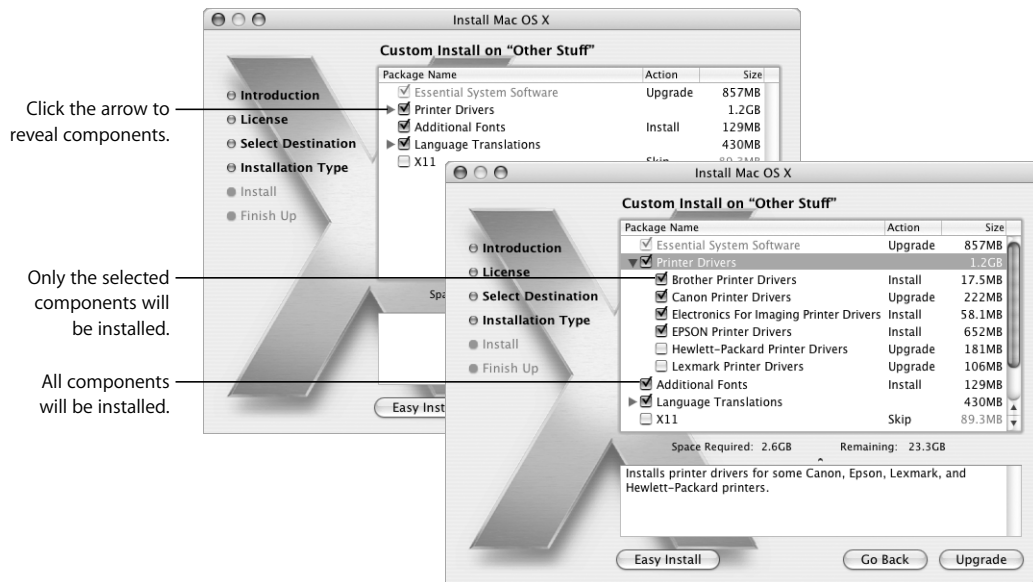 Install Mac OS X
Custom Install on “Other Stuff”
Package Name Action Size
Essential System Software Upgrade 857MB
Printer Drivers 1.2GB
Additional Fonts Install 129MB
Language Translations 430MB
X11 Skip 89.3MB
Introduction
License
Select Destination
Installation Type
Install
Finish Up
Click the arrow to
reveal components.
Only the selected
components will
be installed.
All components
will be installed.
Install Mac OS X
Custom Install on “Other Stuff”
Package Name Action Size
Essential System Software Upgrade 857MB
Printer Drivers 1.2GB
Brother Printer Drivers Install 17.5MB
Canon Printer Drivers Upgrade 222MB
Electronics For Imaging Printer Drivers Install 58.1MB
EPSON Printer Drivers Install 652MB
Hewlett-Packard Printer Drivers Upgrade 181MB
Lexmark Printer Drivers Upgrade 106MB
Additional Fonts Install 129MB
Language Translations 430MB
X11 Skip 89.3MB
Introduction
License
Select Destination
Installation Type
Install
Finish Up
Space Required: 2.6GB Remaining: 23.3GB
Installs printer drivers for some Canon, Epson, Lexmark, and
Hewlett-Packard printers.
Easy Install Go Back Upgrade
Spa
Easy Inst